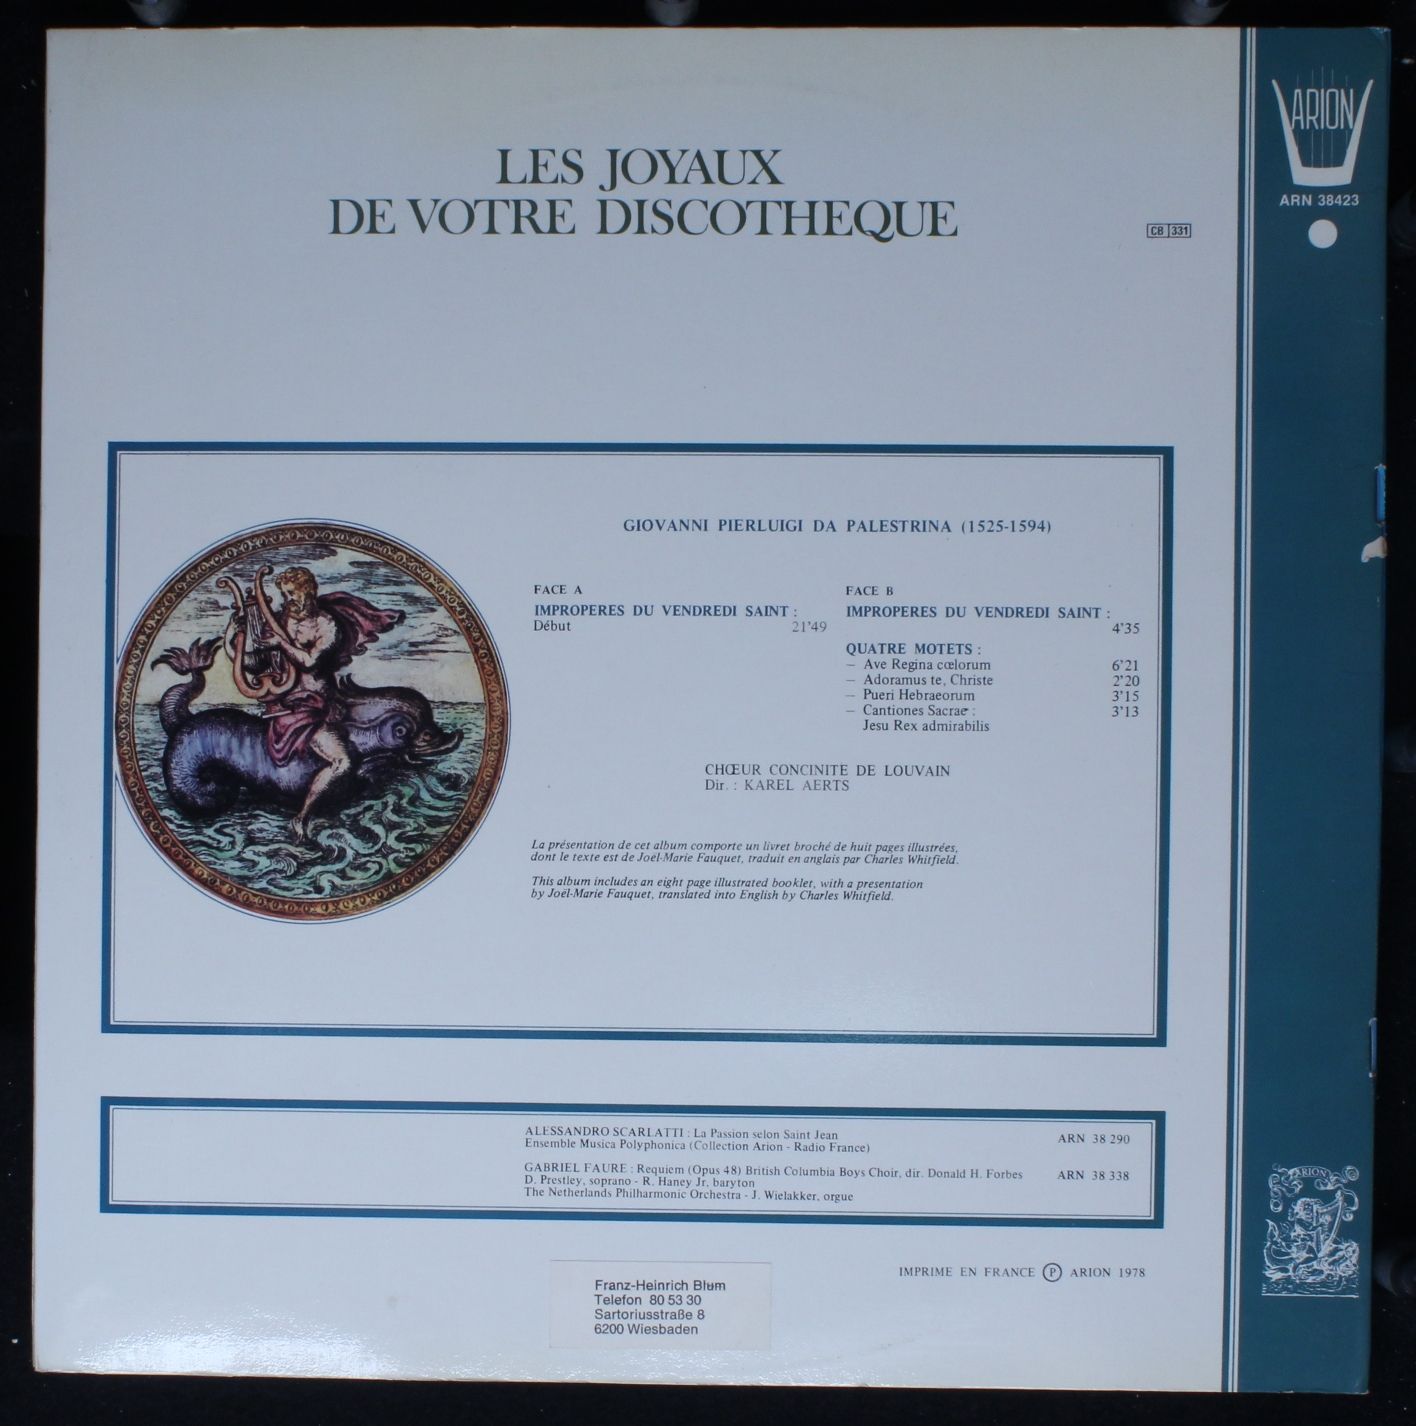 LES JOYAUX
DE VOTRE DISCOTHEQUE
CB 331
ARION
ARN 38423
GIOVANNI PIERLUIGI DA PALESTRINA (1525-1594)
FACE A
IMPROPERES DU VENDREDI SAINT :
Début 21'49
FACE B
IMPROPERES DU VENDREDI SAINT :
4'35
QUATRE MOTETS :
– Ave Regina cœlorum 6'21
– Adoramus te, Christe 2'20
– Pueri Hebraeorum 3'15
– Cantiones Sacrae : 3'13
Jesu Rex admirabilis
CHŒUR CONCINITE DE LOUVAIN
Dir. : KAREL AERTS
La présentation de cet album comporte un livret broché de huit pages illustrées,
dont le texte est de Joël-Marie Fauquet, traduit en anglais par Charles Whitfield.
This album includes an eight page illustrated booklet, with a presentation
by Joël-Marie Fauquet, translated into English by Charles Whitfield.
ALESSANDRO SCARLATTI : La Passion selon Saint Jean ARN 38 290
Ensemble Musica Polyphonica (Collection Arion - Radio France)
GABRIEL FAURE : Requiem (Opus 48) British Columbia Boys Choir, dir. Donald H. Forbes ARN 38 338
D. Prestley, soprano - R. Haney Jr, baryton
The Netherlands Philharmonic Orchestra - J. Wielakker, orgue
IMPRIME EN FRANCE Ⓟ ARION 1978
Franz-Heinrich Blum
Telefon 80 53 30
Sartoriusstraße 8
6200 Wiesbaden
ARION